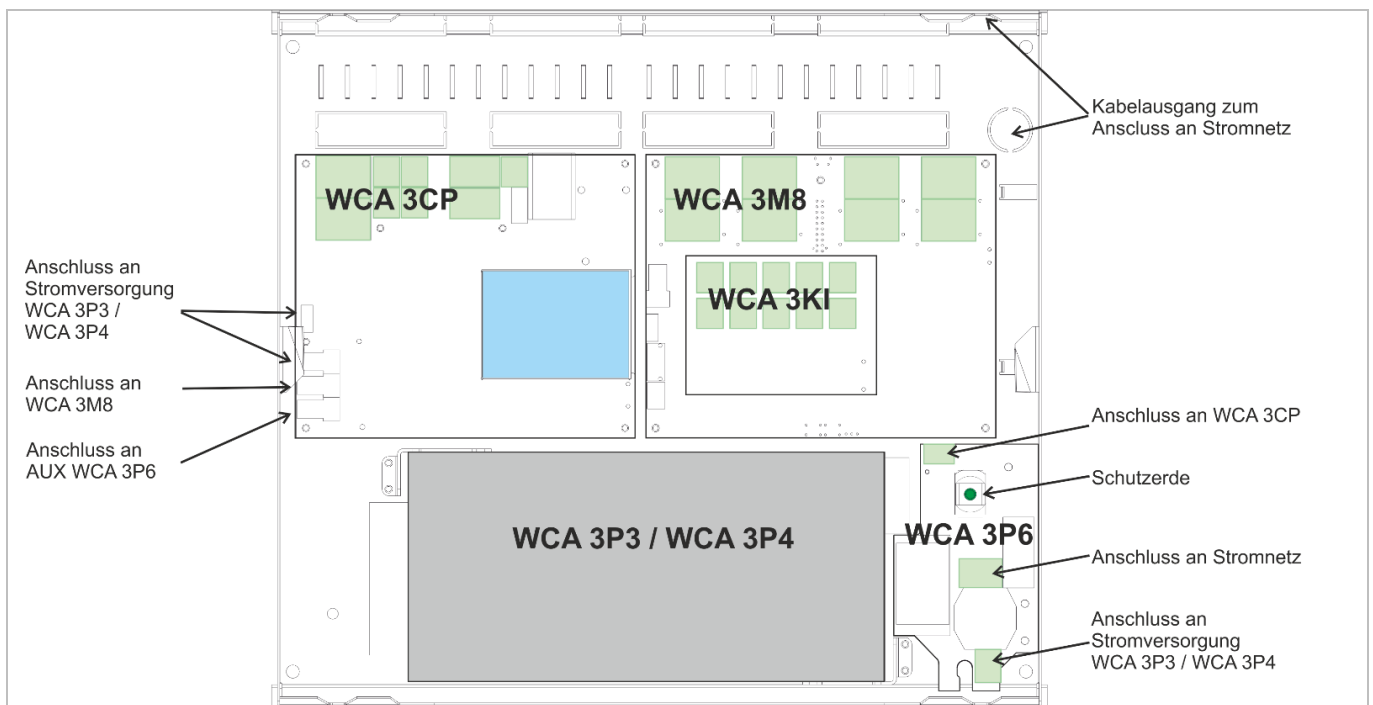 Kabelausgang zum
Anscluss an Stromnetz
WCA 3CP
WCA 3M8
Anschluss an
Stromversorgung
WCA 3P3 /
WCA 3P4
WCA 3KI
Anschluss an
WCA 3M8
Anschluss an
AUX WCA 3P6
Anschluss an WCA 3CP
Schutzerde
WCA 3P3 / WCA 3P4
WCA 3P6
Anschluss an Stromnetz
Anschluss an
Stromversorgung
WCA 3P3 / WCA 3P4